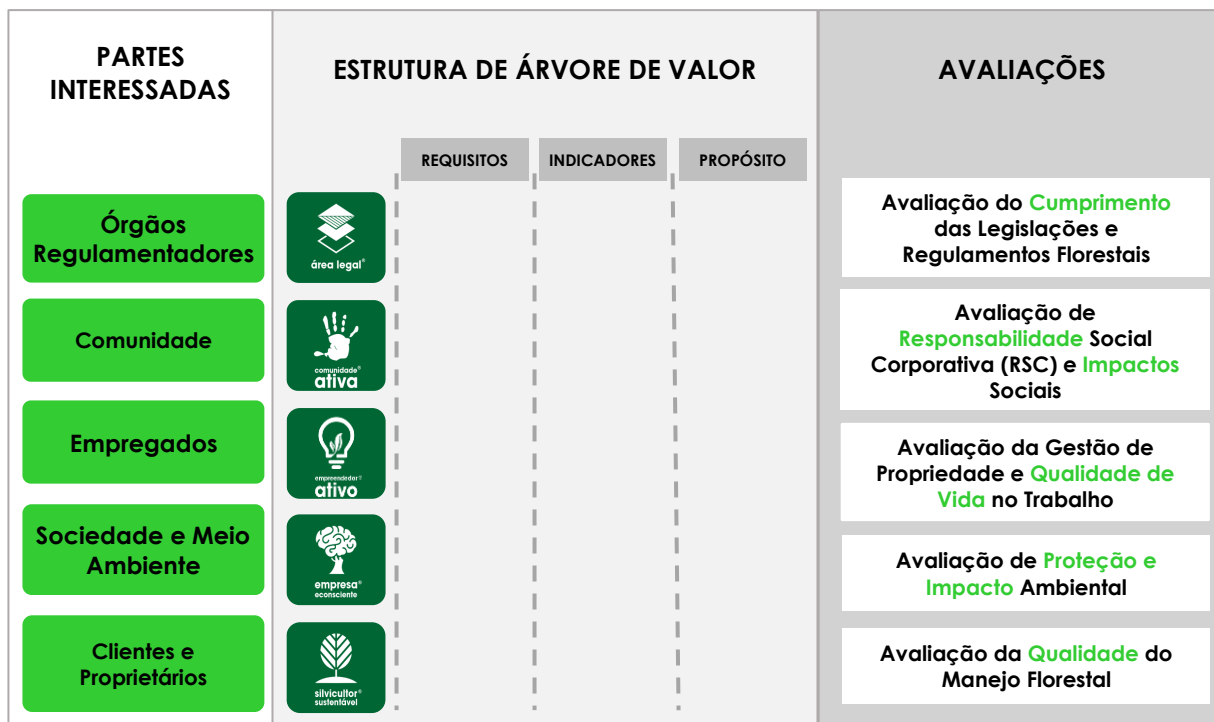 PARTES
INTERESSADAS
ESTRUTURA DE ÁRVORE DE VALOR
AVALIAÇÕES
REQUISITOS
INDICADORES
PROPÓSITO
Órgãos
Regulamentadores
área legal®
Avaliação do Cumprimento
das Legislações e
Regulamentos Florestais
Comunidade
comunidade®
ativa
Avaliação de
Responsabilidade Social
Corporativa (RSC) e Impactos
Sociais
Empregados
empreendedor®
ativo
Avaliação da Gestão de
Propriedade e Qualidade de
Vida no Trabalho
Sociedade e Meio
Ambiente
empresa®
econsciente
Avaliação de Proteção e
Impacto Ambiental
Clientes e
Proprietários
silvicultor®
sustentável
Avaliação da Qualidade do
Manejo Florestal